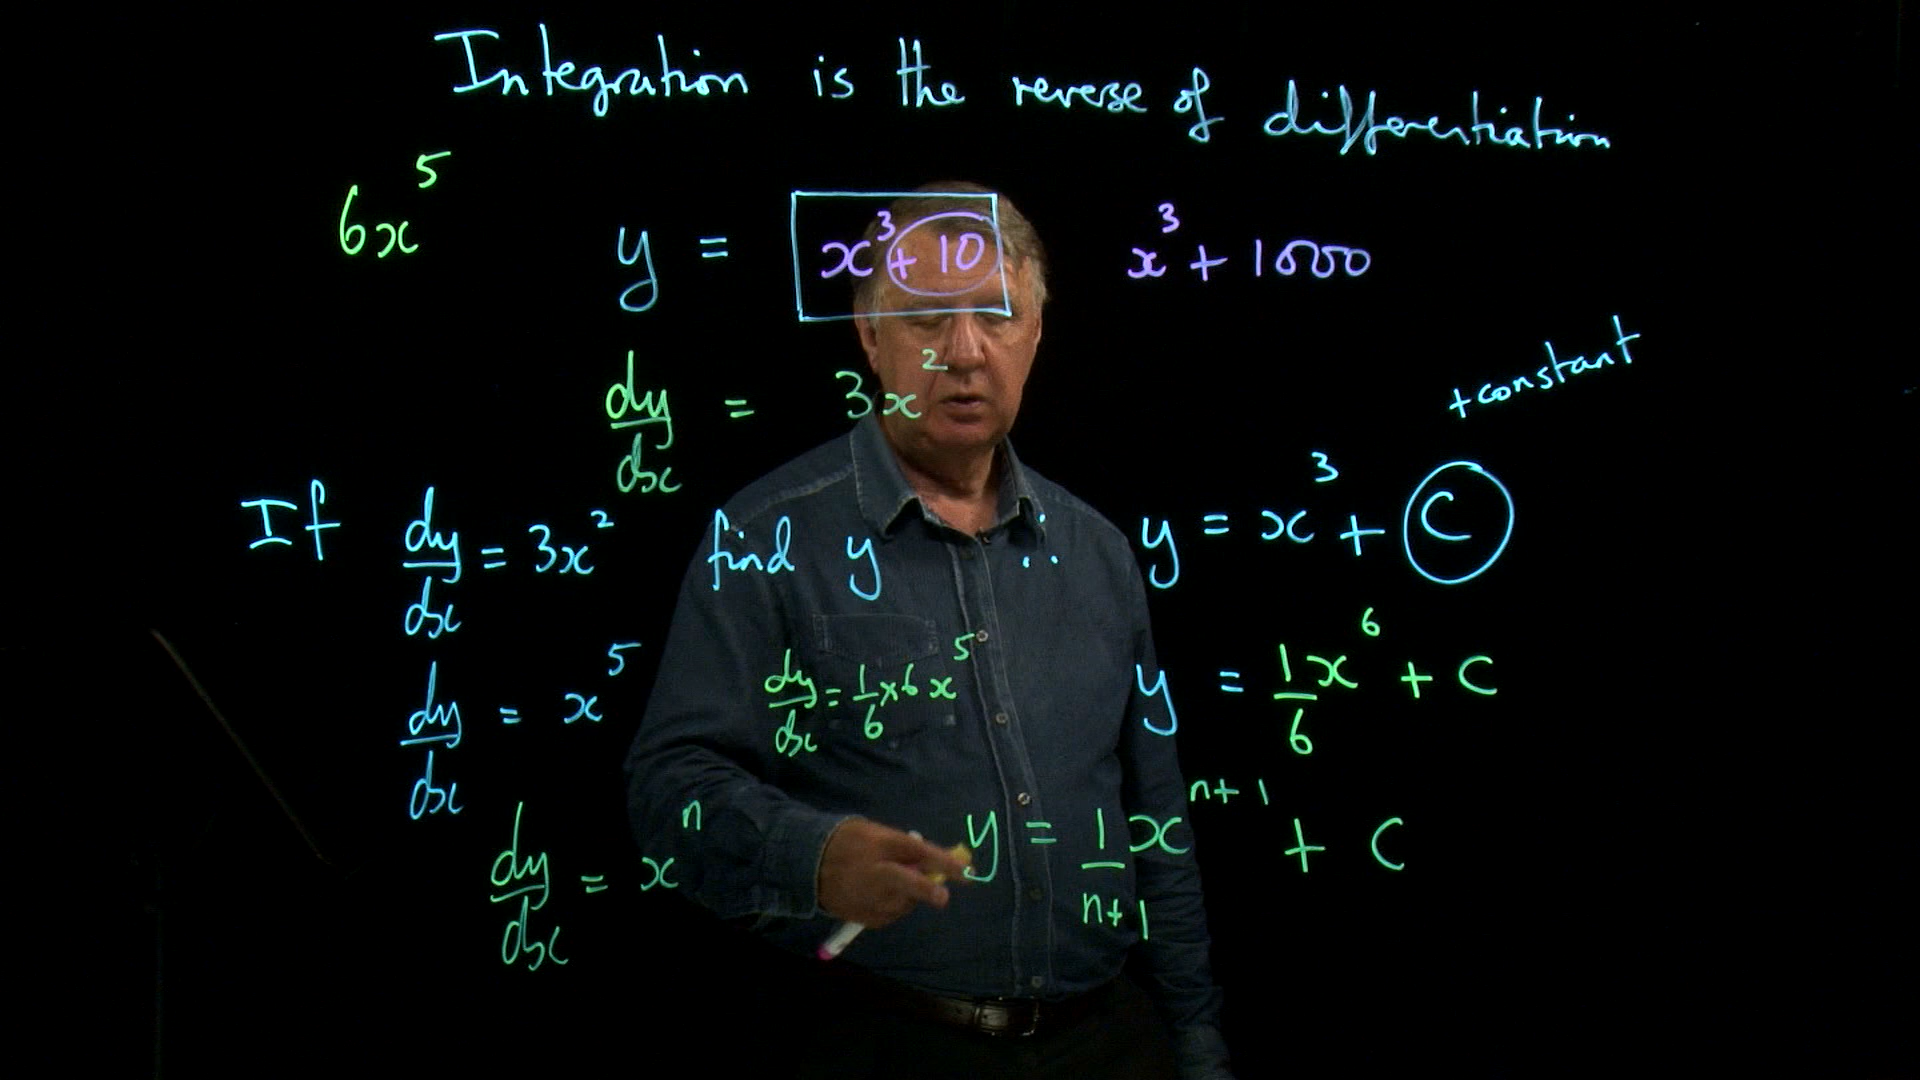 Integration is the reverse of differentiation
6x⁵
y = x³ + 10    x³ + 1000
dy/dx = 3x²
+ constant
If dy/dx = 3x² find y ∴ y = x³ + C
dy/dx = x⁵    dy/dx = 1/6 × 6x⁵    y = 1/6 x⁶ + C
dy/dx = xⁿ    y = 1/n+1 xⁿ⁺¹ + C